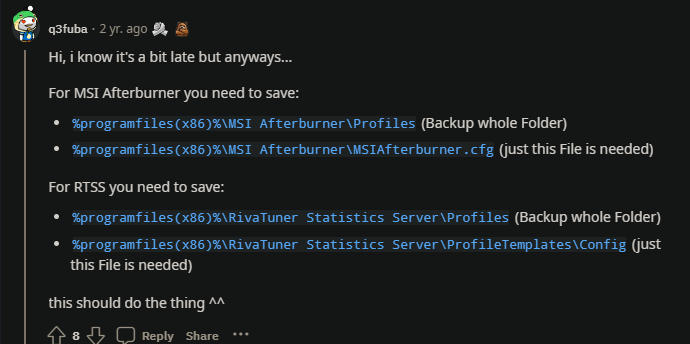 q3fuba · 2 yr. ago
Hi, i know it's a bit late but anyways...
For MSI Afterburner you need to save:
• %programfiles(x86)%\MSI Afterburner\Profiles (Backup whole Folder)
• %programfiles(x86)%\MSI Afterburner\MSIAfterburner.cfg (just this File is needed)
For RTSS you need to save:
• %programfiles(x86)%\RivaTuner Statistics Server\Profiles (Backup whole Folder)
• %programfiles(x86)%\RivaTuner Statistics Server\ProfileTemplates\Config (just
this File is needed)
this should do the thing ^^
8 Reply Share ···